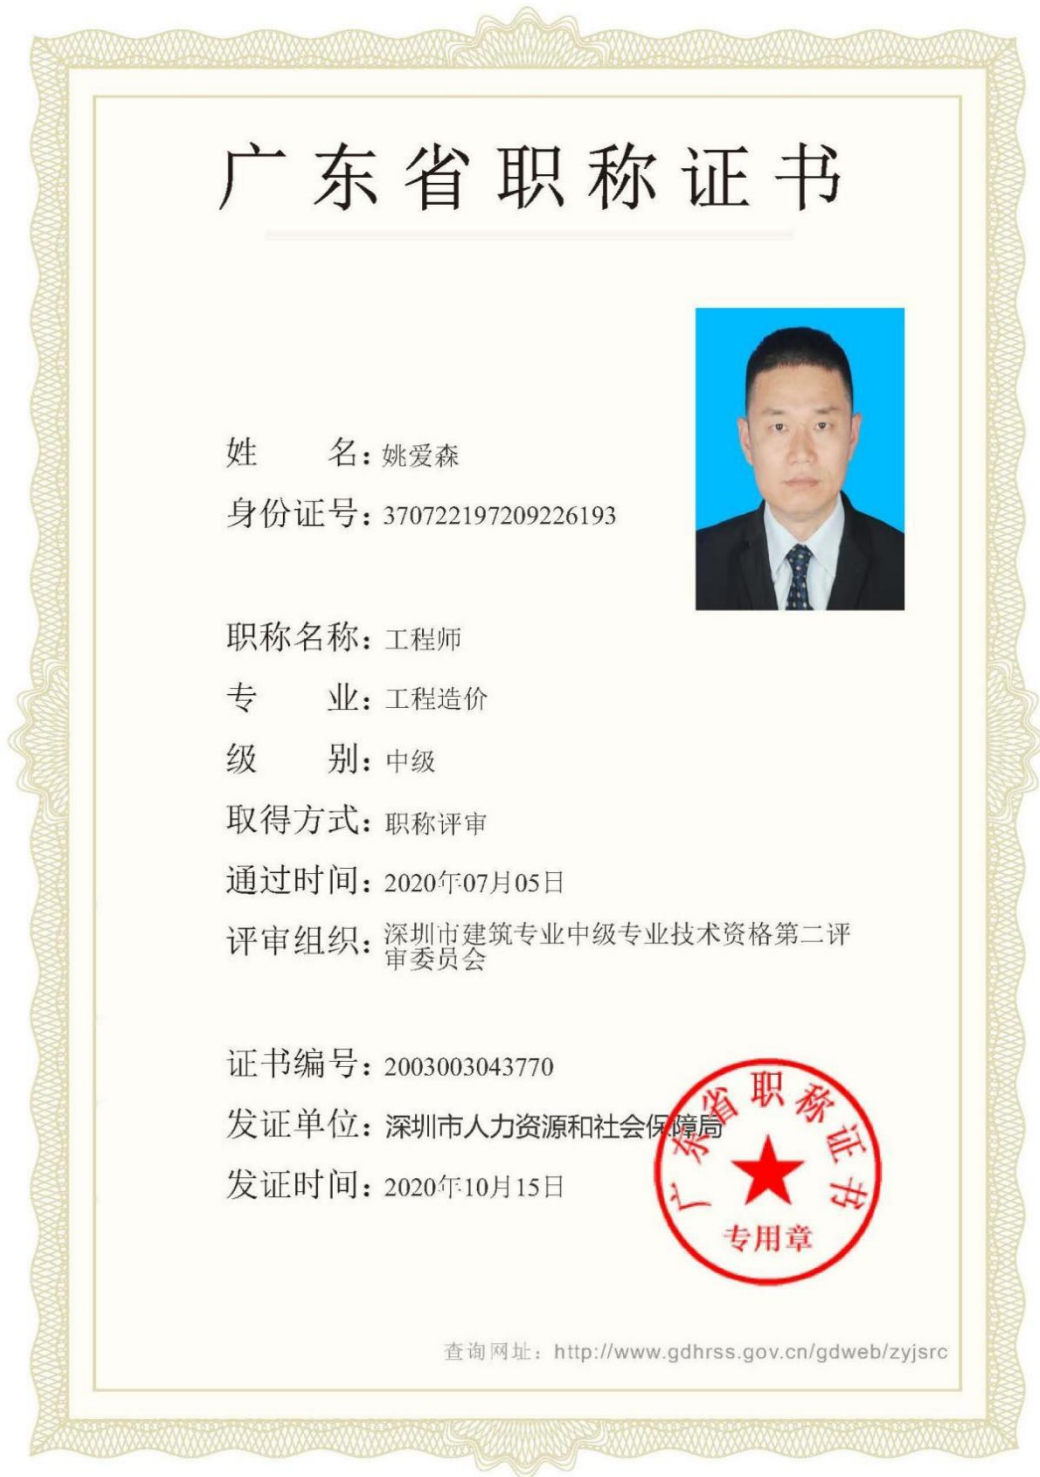 广东省职称证书
姓 名：姚爱森
身份证号：370722197209226193
职称名称：工程师
专 业：工程造价
级 别：中级
取得方式：职称评审
通过时间：2020年07月05日
评审组织：深圳市建筑专业中级专业技术资格第二评
审委员会
证书编号：2003003043770
发证单位：深圳市人力资源和社会保障局
发证时间：2020年10月15日
广东省职称证书
专用章
查询网址：http://www.gdhrss.gov.cn/gdweb/zyjsrc